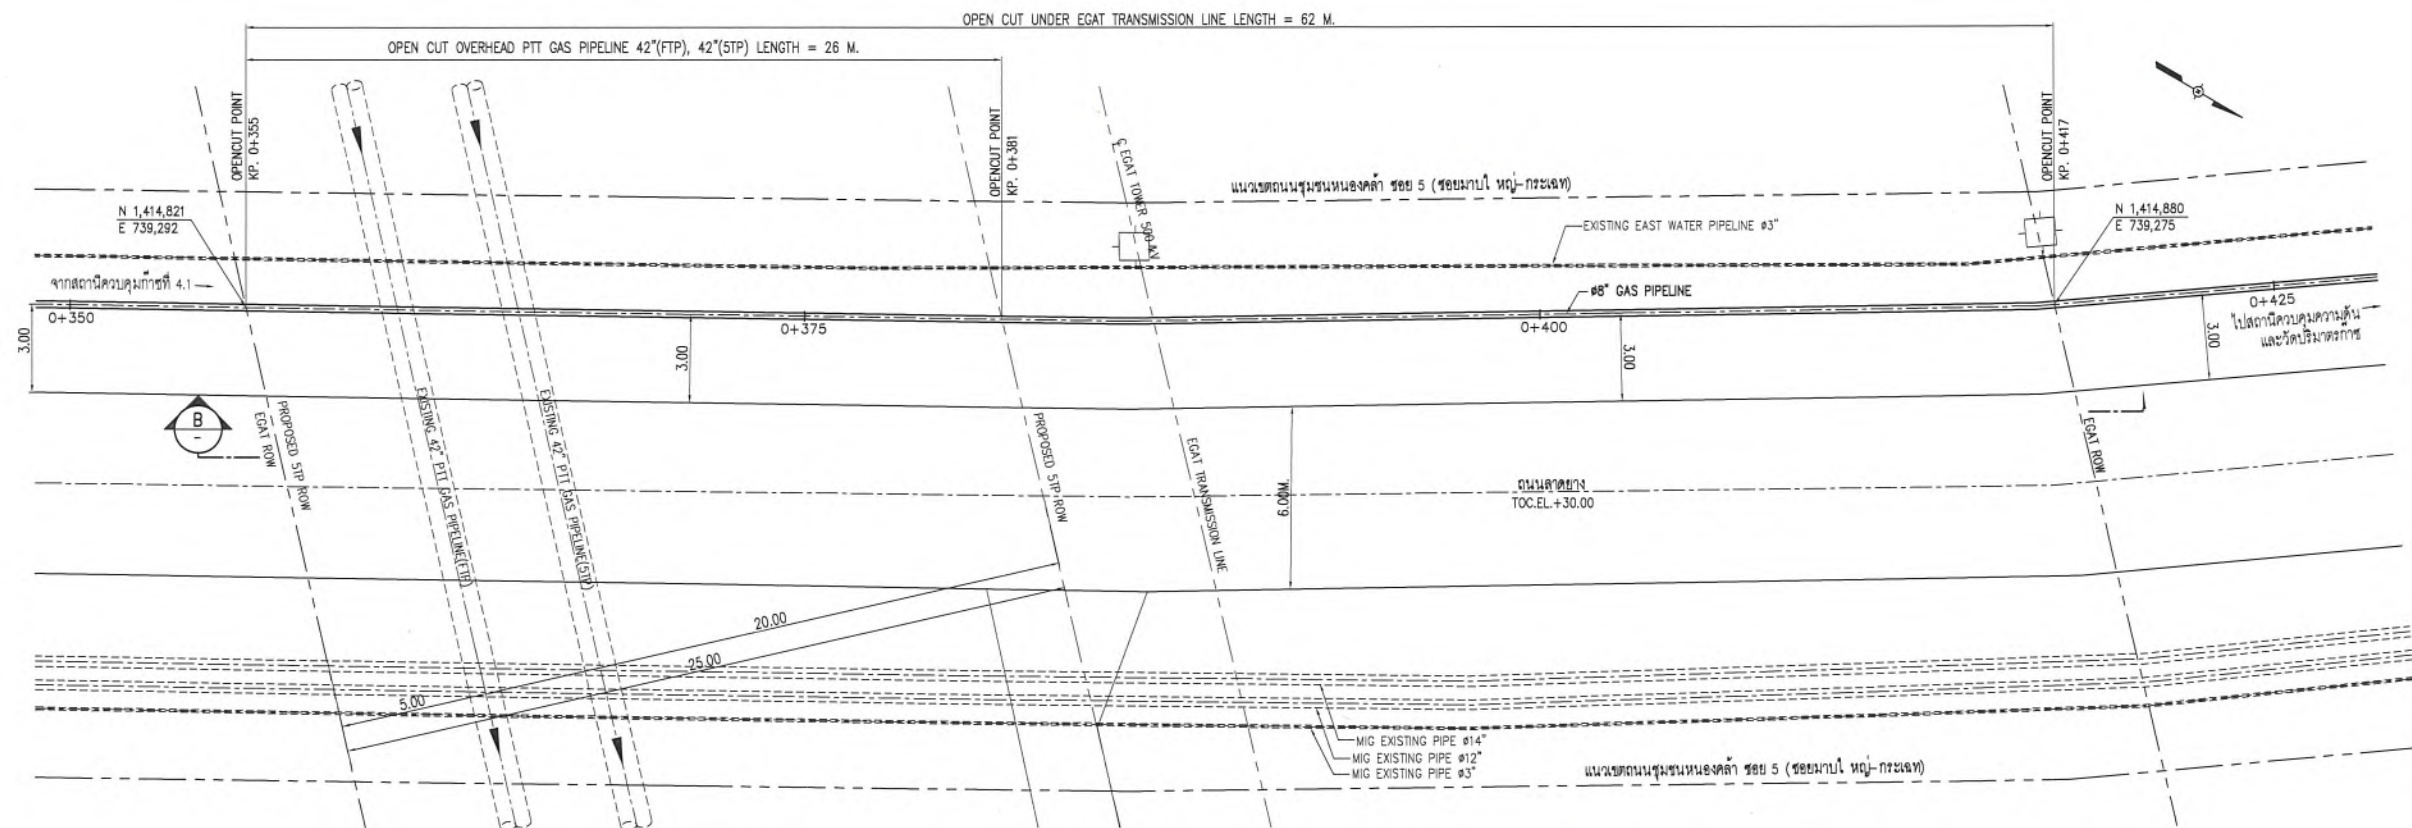 OPEN CUT UNDER EGAT TRANSMISSION LINE LENGTH = 62 M.
OPEN CUT OVERHEAD PTT GAS PIPELINE 42"(FTP), 42"(5TP) LENGTH = 26 M.
OPENCUT POINT
KP. 0+355
OPENCUT POINT
KP. 0+381
OPENCUT POINT
KP. 0+417
℄ EGAT TOWER 500 kV
แนวเขตถนนชุมชนหนองคล้า ซอย 5 (ซอยมาบใหญ่-กระเฉท)
N 1,414,821
E 739,292
N 1,414,880
E 739,275
EXISTING EAST WATER PIPELINE ø3"
จากสถานีควบคุมก๊าซที่ 4.1
ø8" GAS PIPELINE
0+350
0+375
0+400
0+425
ไปสถานีควบคุมความดัน
และวัดปริมาตรก๊าซ
3.00
3.00
3.00
3.00
B
-
PROPOSED 5TP ROW
EGAT ROW
EXISTING 42" PTT GAS PIPELINE(FTP)
EXISTING 42" PTT GAS PIPELINE(5TP)
PROPOSED 5TP ROW
EGAT TRANSMISSION LINE
EGAT ROW
6.00M.
ถนนลาดยาง
TOC.EL.+30.00
20.00
25.00
5.00
MIG EXISTING PIPE ø14"
MIG EXISTING PIPE ø12"
MIG EXISTING PIPE ø3"
แนวเขตถนนชุมชนหนองคล้า ซอย 5 (ซอยมาบใหญ่-กระเฉท)